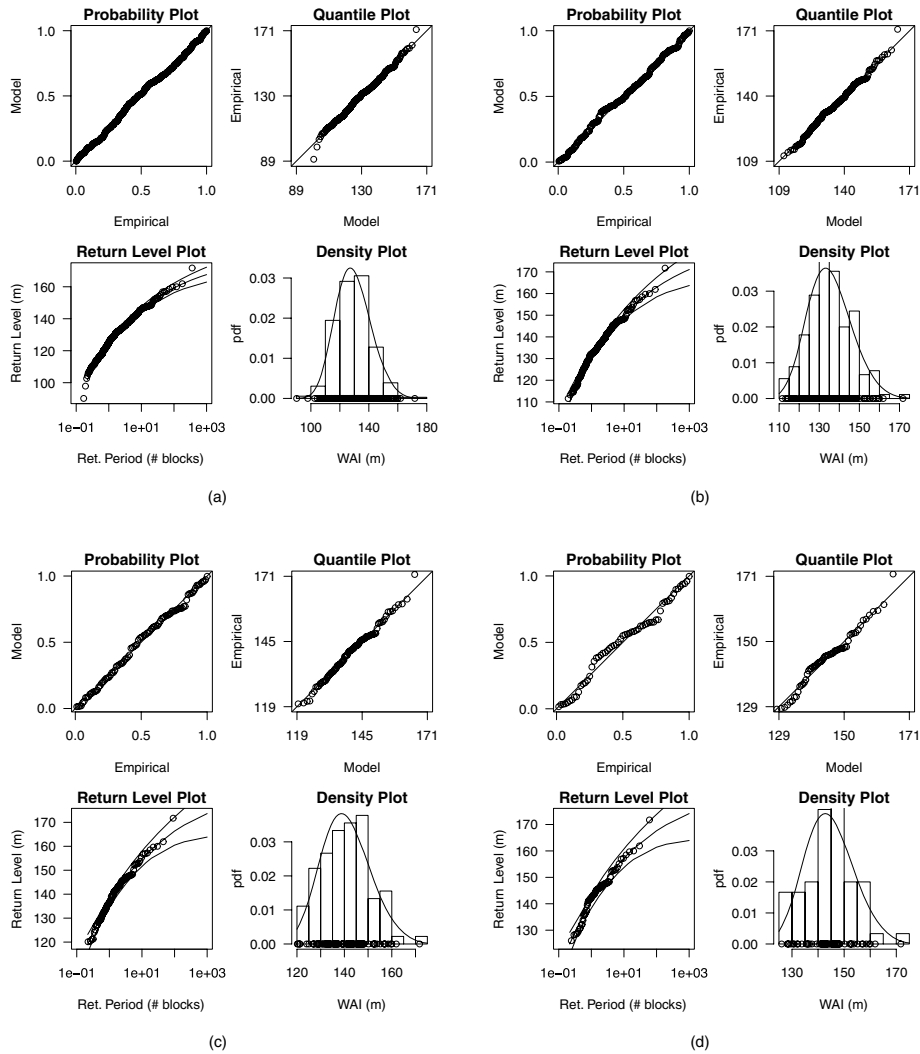 Probability Plot
Model
1.0
0.5
0.0
0.0 0.5 1.0
Empirical
Quantile Plot
Empirical
171
130
89
89 130 171
Model
Return Level Plot
Return Level (m)
160
140
120
100
1e−01 1e+01 1e+03
Ret. Period (# blocks)
Density Plot
pdf
0.03
0.02
0.01
0.00
100 140 180
WAI (m)
(a)
Probability Plot
Model
1.0
0.5
0.0
0.0 0.5 1.0
Empirical
Quantile Plot
Empirical
171
140
109
109 140 171
Model
Return Level Plot
Return Level (m)
170
160
150
140
130
120
110
1e−01 1e+01 1e+03
Ret. Period (# blocks)
Density Plot
pdf
0.03
0.02
0.01
0.00
110 130 150 170
WAI (m)
(b)
Probability Plot
Model
1.0
0.5
0.0
0.0 0.5 1.0
Empirical
Quantile Plot
Empirical
171
145
119
119 145 171
Model
Return Level Plot
Return Level (m)
170
160
150
140
130
120
1e−01 1e+01 1e+03
Ret. Period (# blocks)
Density Plot
pdf
0.03
0.02
0.01
0.00
120 140 160
WAI (m)
(c)
Probability Plot
Model
1.0
0.5
0.0
0.0 0.5 1.0
Empirical
Quantile Plot
Empirical
171
150
129
129 150 171
Model
Return Level Plot
Return Level (m)
170
160
150
140
130
1e−01 1e+01 1e+03
Ret. Period (# blocks)
Density Plot
pdf
0.03
0.02
0.01
0.00
130 150 170
WAI (m)
(d)